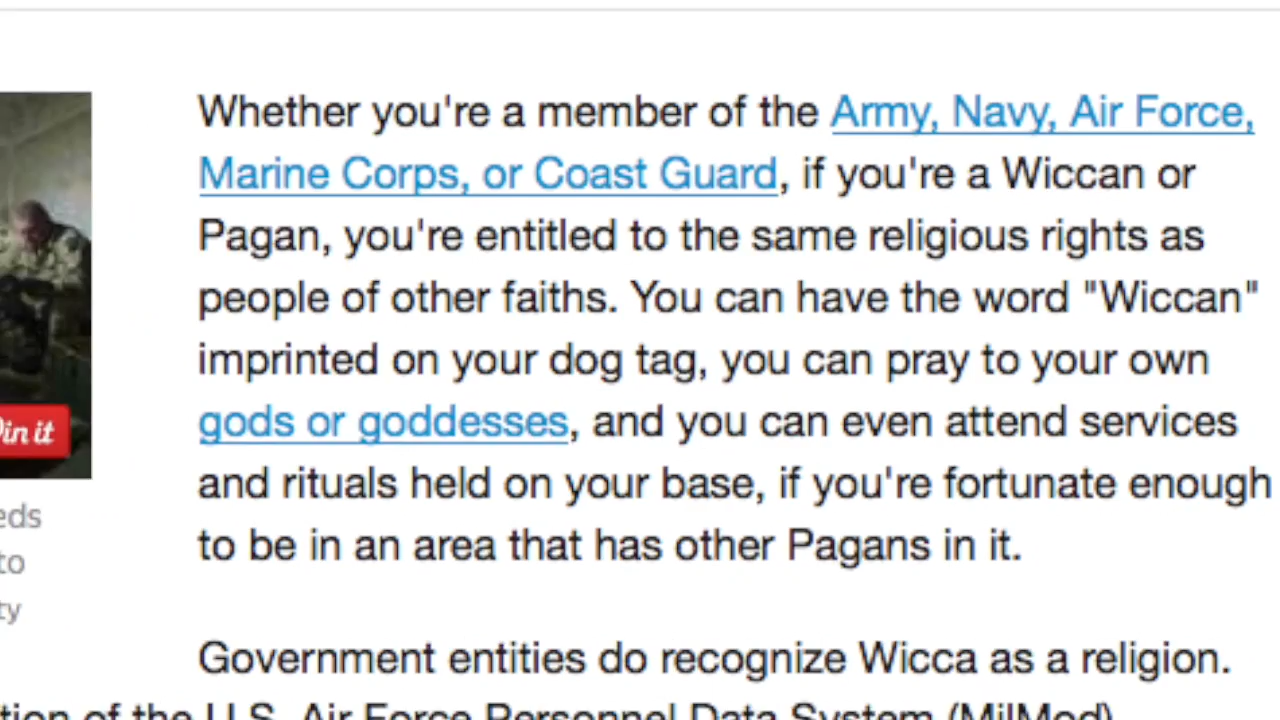 Whether you're a member of the Army, Navy, Air Force,
Marine Corps, or Coast Guard, if you're a Wiccan or
Pagan, you're entitled to the same religious rights as
people of other faiths. You can have the word "Wiccan"
imprinted on your dog tag, you can pray to your own
gods or goddesses, and you can even attend services
and rituals held on your base, if you're fortunate enough
to be in an area that has other Pagans in it.
in it
eds
to
ty
Government entities do recognize Wicca as a religion.
tion of the U.S. Air Force Personnel Data System (MilMod)